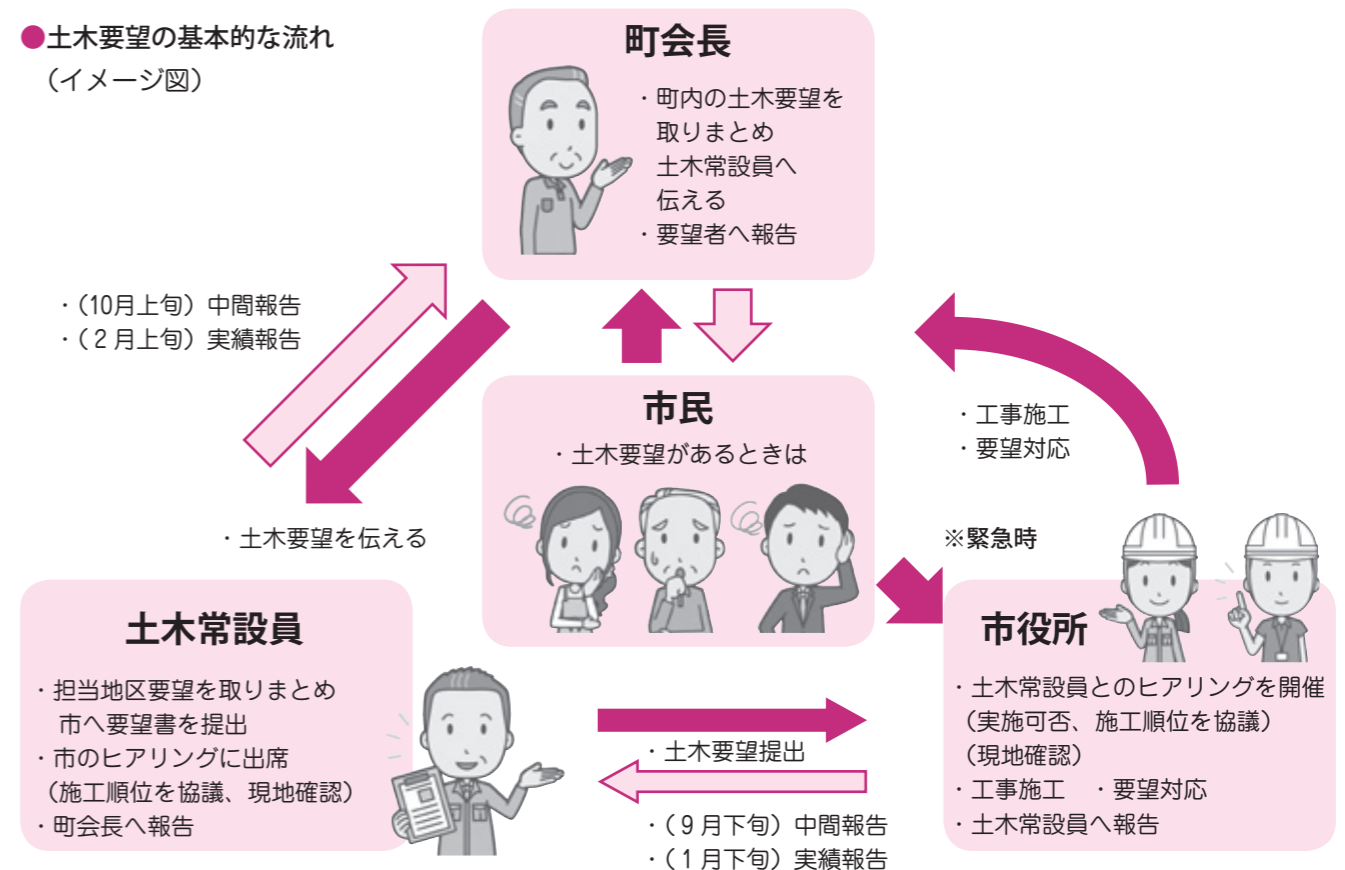 ●土木要望の基本的な流れ
(イメージ図)
町会長
・町内の土木要望を
取りまとめ
土木常設員へ
伝える
・要望者へ報告
・(10月上旬)中間報告
・(2月上旬)実績報告
市民
・土木要望があるときは
・工事施工
・要望対応
・土木要望を伝える
※緊急時
土木常設員
・担当地区要望を取りまとめ
市へ要望書を提出
・市のヒアリングに出席
(施工順位を協議、現地確認)
・町会長へ報告
・土木要望提出
・(9月下旬)中間報告
・(1月下旬)実績報告
市役所
・土木常設員とのヒアリングを開催
(実施可否、施工順位を協議)
(現地確認)
・工事施工 ・要望対応
・土木常設員へ報告